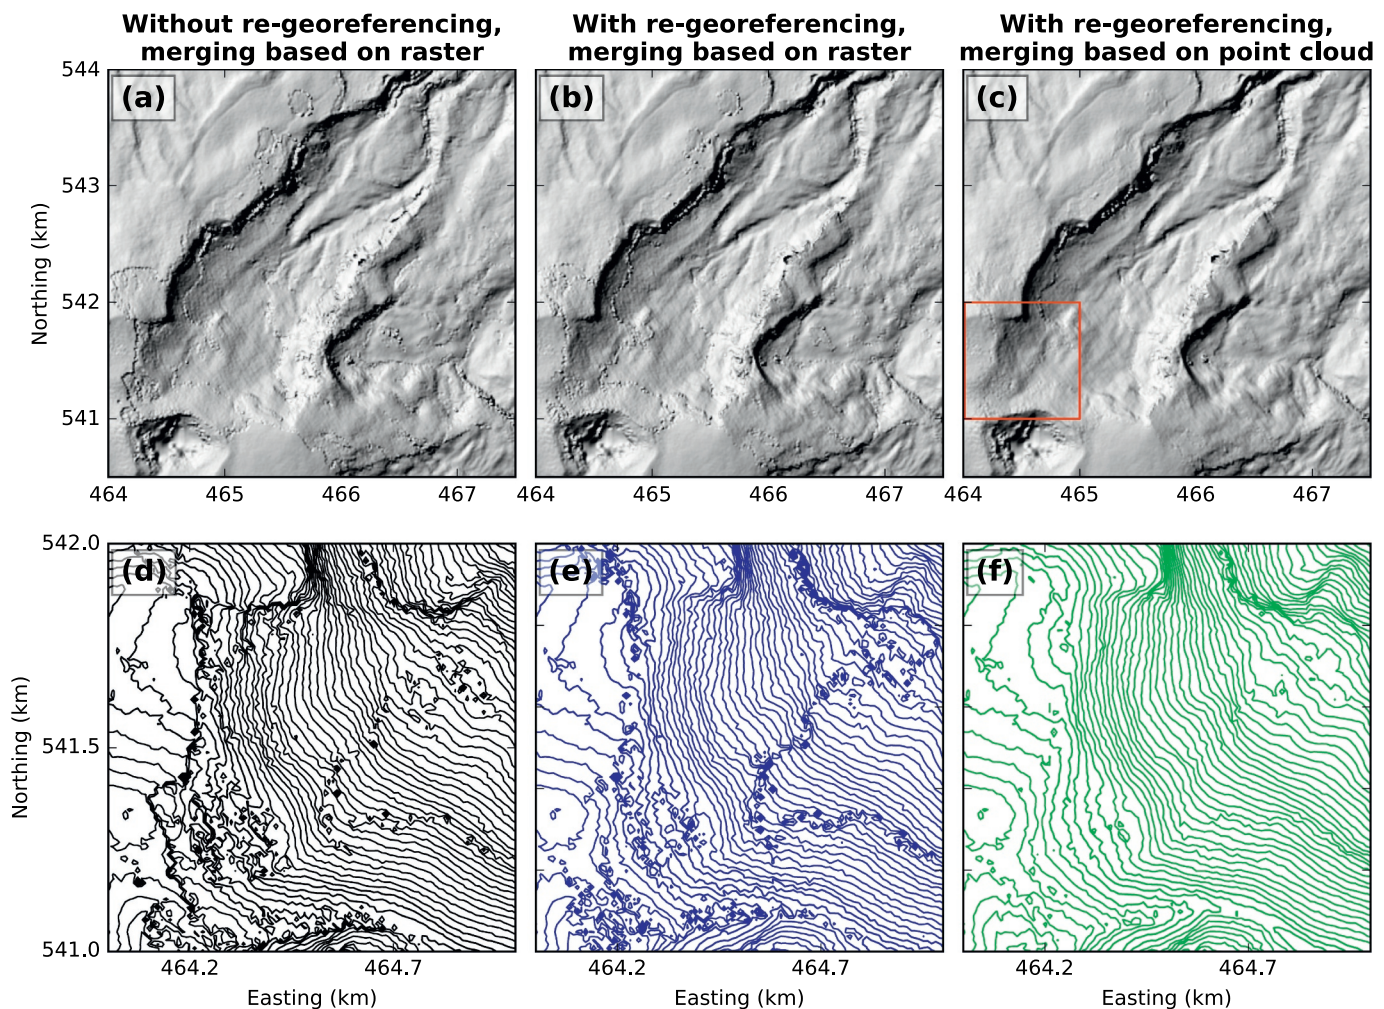 Without re-georeferencing,
merging based on raster
With re-georeferencing,
merging based on raster
With re-georeferencing,
merging based on point cloud
(a)
(b)
(c)
544
543
542
541
Northing (km)
464
465
466
467
464
465
466
467
464
465
466
467
(d)
(e)
(f)
542.0
541.5
541.0
Northing (km)
464.2
464.7
464.2
464.7
464.2
464.7
Easting (km)
Easting (km)
Easting (km)